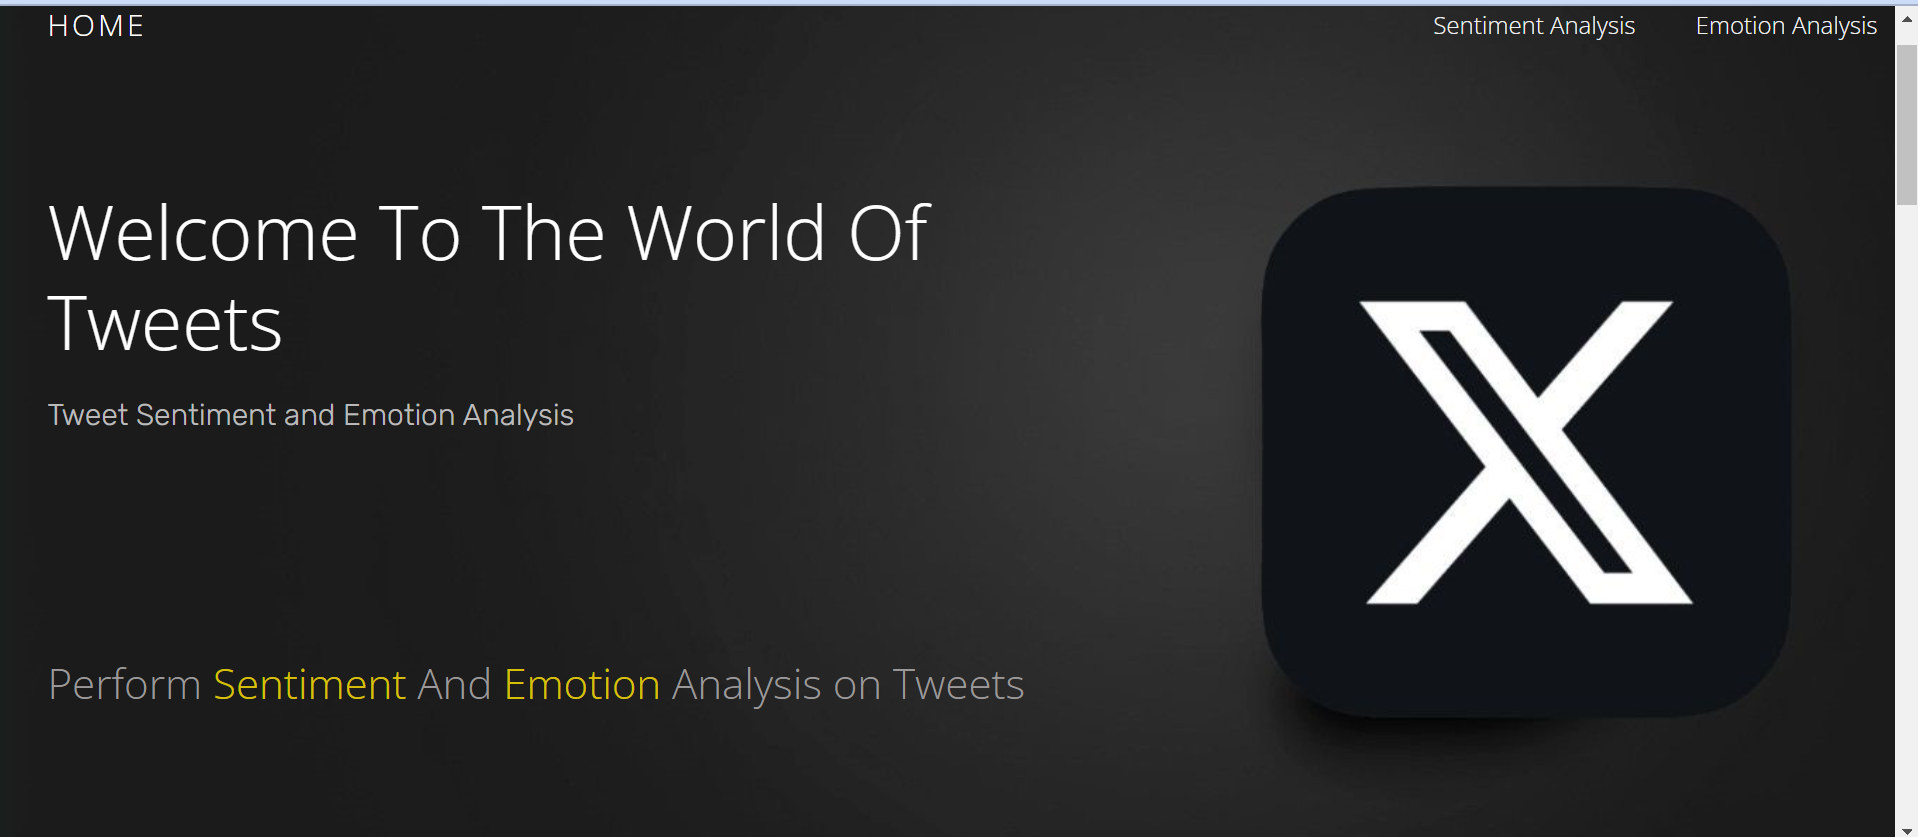 HOME
Sentiment Analysis
Emotion Analysis
Welcome To The World Of
Tweets
Tweet Sentiment and Emotion Analysis
Perform Sentiment And Emotion Analysis on Tweets